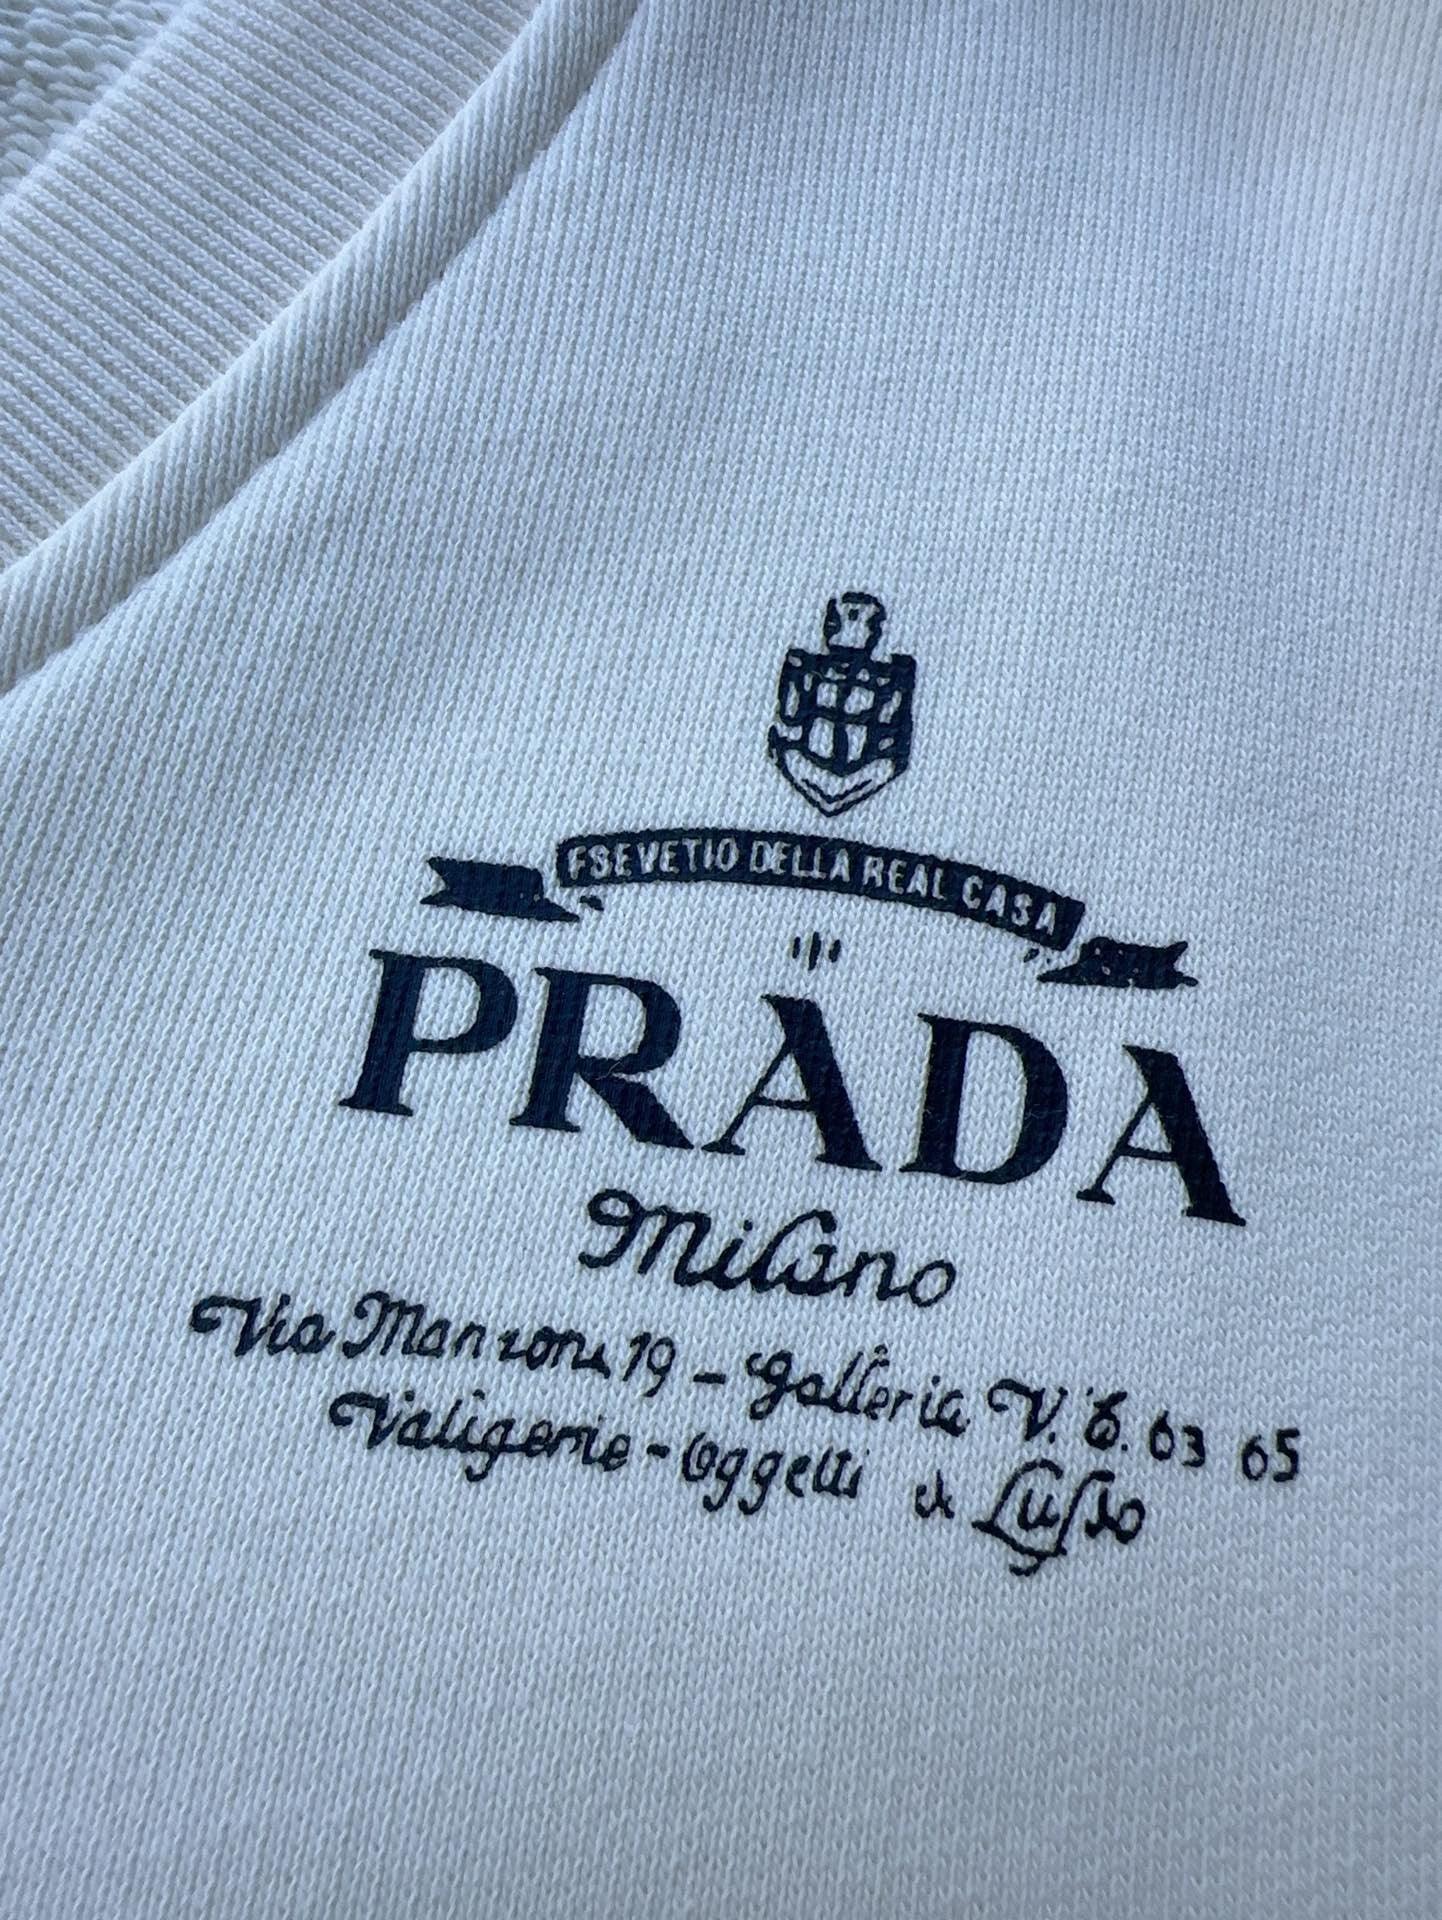 FSEVETIO DELLA REAL CASA
PRADA
Milano
Via Manzoni 19 - Galleria V. E. 63 65
Valigerie - Oggetti di Lusso